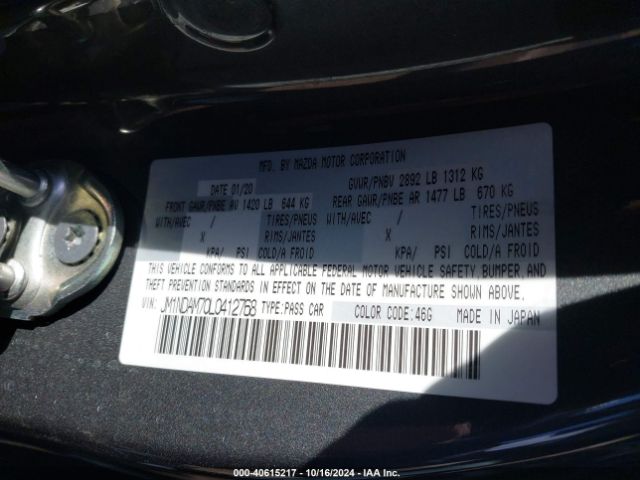 MFD. BY MAZDA MOTOR CORPORATION
DATE 01/20 GVWR/PNBV 2892 LB 1312 KG
FRONT GAWR/PNBE AV 1420 LB 644 KG REAR GAWR/PNBE AR 1477 LB 670 KG
WITH/AVEC / TIRES/PNEUS WITH/AVEC / TIRES/PNEUS
X RIMS/JANTES X RIMS/JANTES
KPA/ PSI COLD/A FROID KPA/ PSI COLD/A FROID
THIS VEHICLE CONFORMS TO ALL APPLICABLE FEDERAL MOTOR VEHICLE SAFETY, BUMPER, AND
THEFT PREVENTION STANDARDS IN EFFECT ON THE DATE OF MANUFACTURE SHOWN ABOVE.
VIN: JM1NDAM70L0412768 TYPE:PASS CAR COLOR CODE:46G MADE IN JAPAN
000-40615217 - 10/16/2024 - IAA Inc.